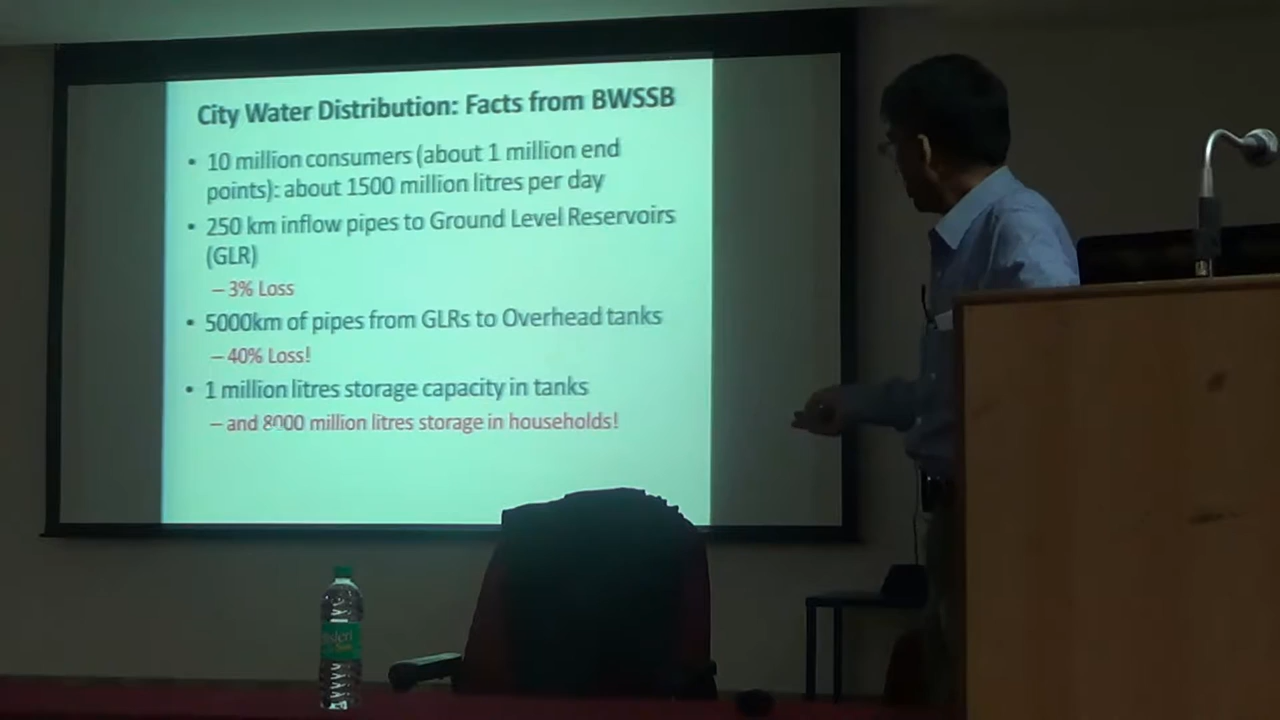 City Water Distribution: Facts from BWSSB
• 10 million consumers (about 1 million end
points): about 1500 million litres per day
• 250 km inflow pipes to Ground Level Reservoirs
(GLR)
– 3% Loss
• 5000km of pipes from GLRs to Overhead tanks
– 40% Loss!
• 1 million litres storage capacity in tanks
– and 8000 million litres storage in households!